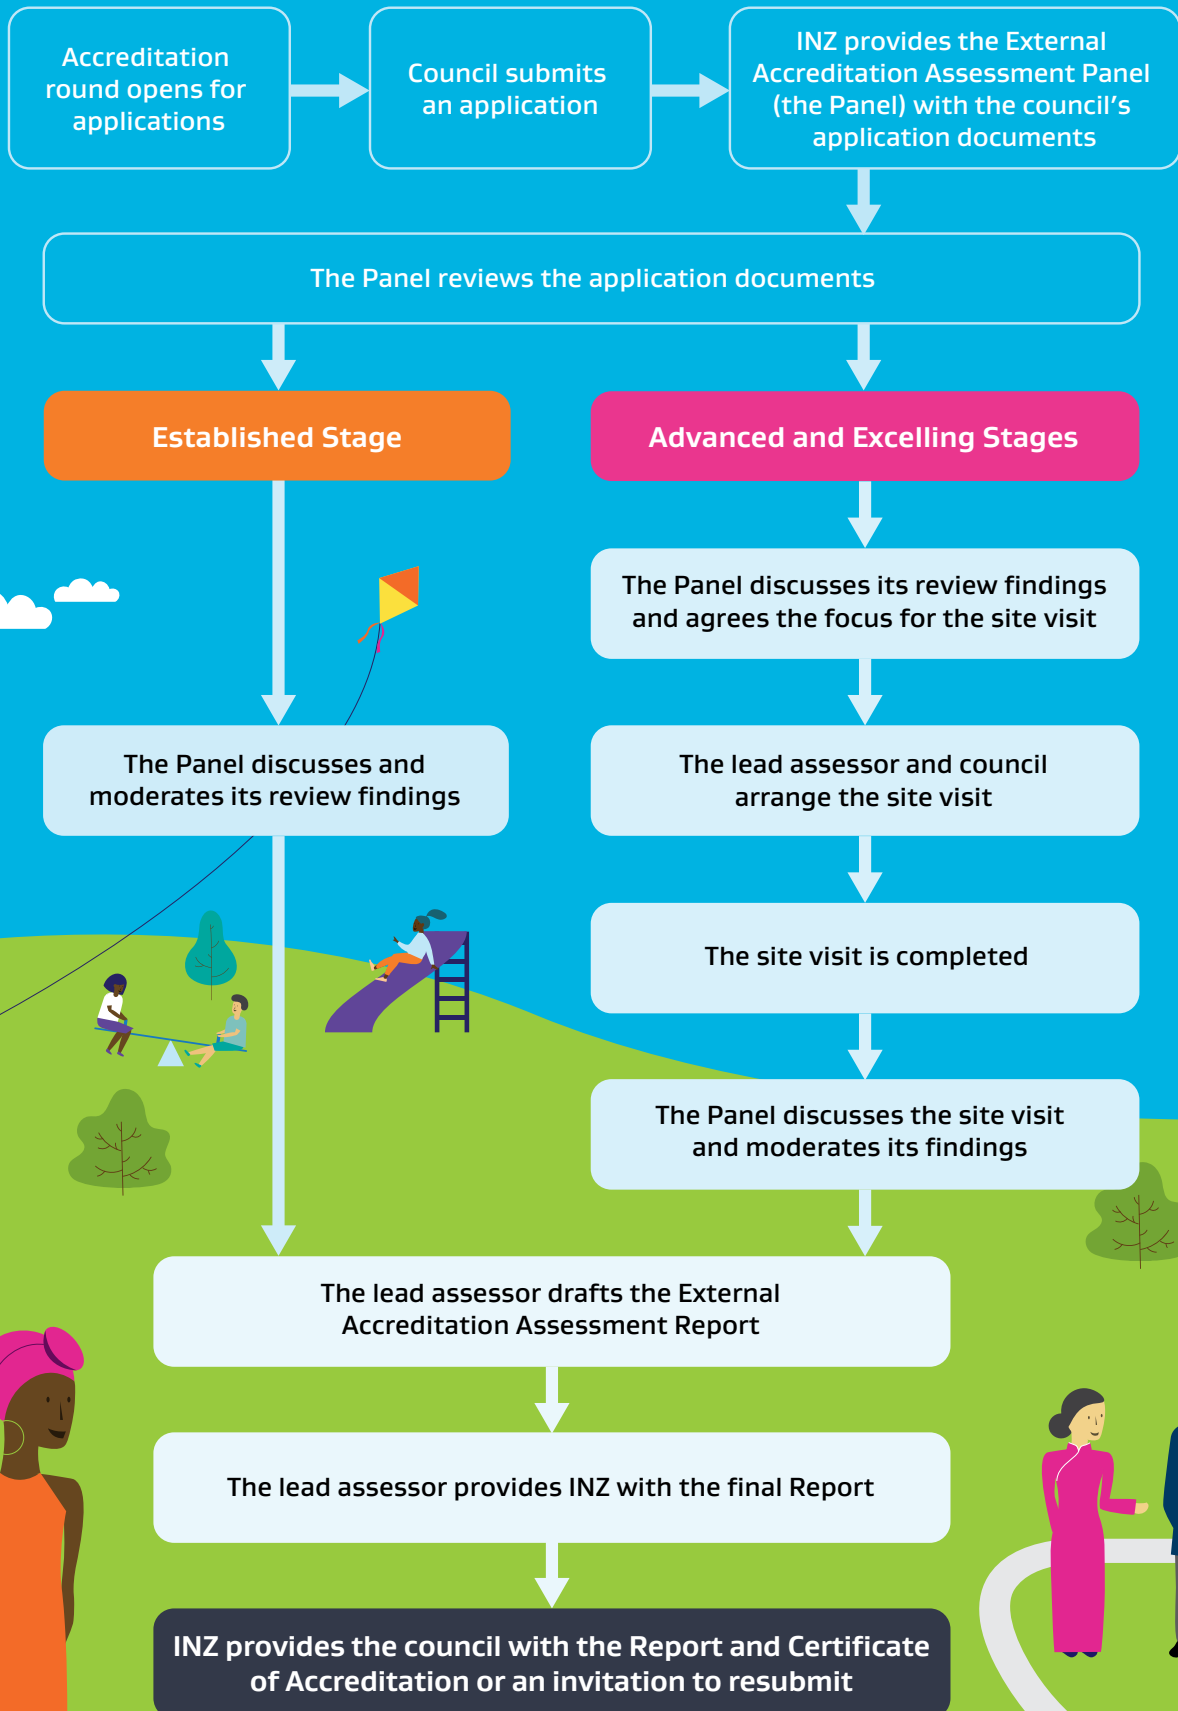 Accreditation
round opens for
applications
Council submits
an application
INZ provides the External
Accreditation Assessment Panel
(the Panel) with the council’s
application documents
The Panel reviews the application documents
Established Stage
Advanced and Excelling Stages
The Panel discusses its review findings
and agrees the focus for the site visit
The Panel discusses and
moderates its review findings
The lead assessor and council
arrange the site visit
The site visit is completed
The Panel discusses the site visit
and moderates its findings
The lead assessor drafts the External
Accreditation Assessment Report
The lead assessor provides INZ with the final Report
INZ provides the council with the Report and Certificate
of Accreditation or an invitation to resubmit